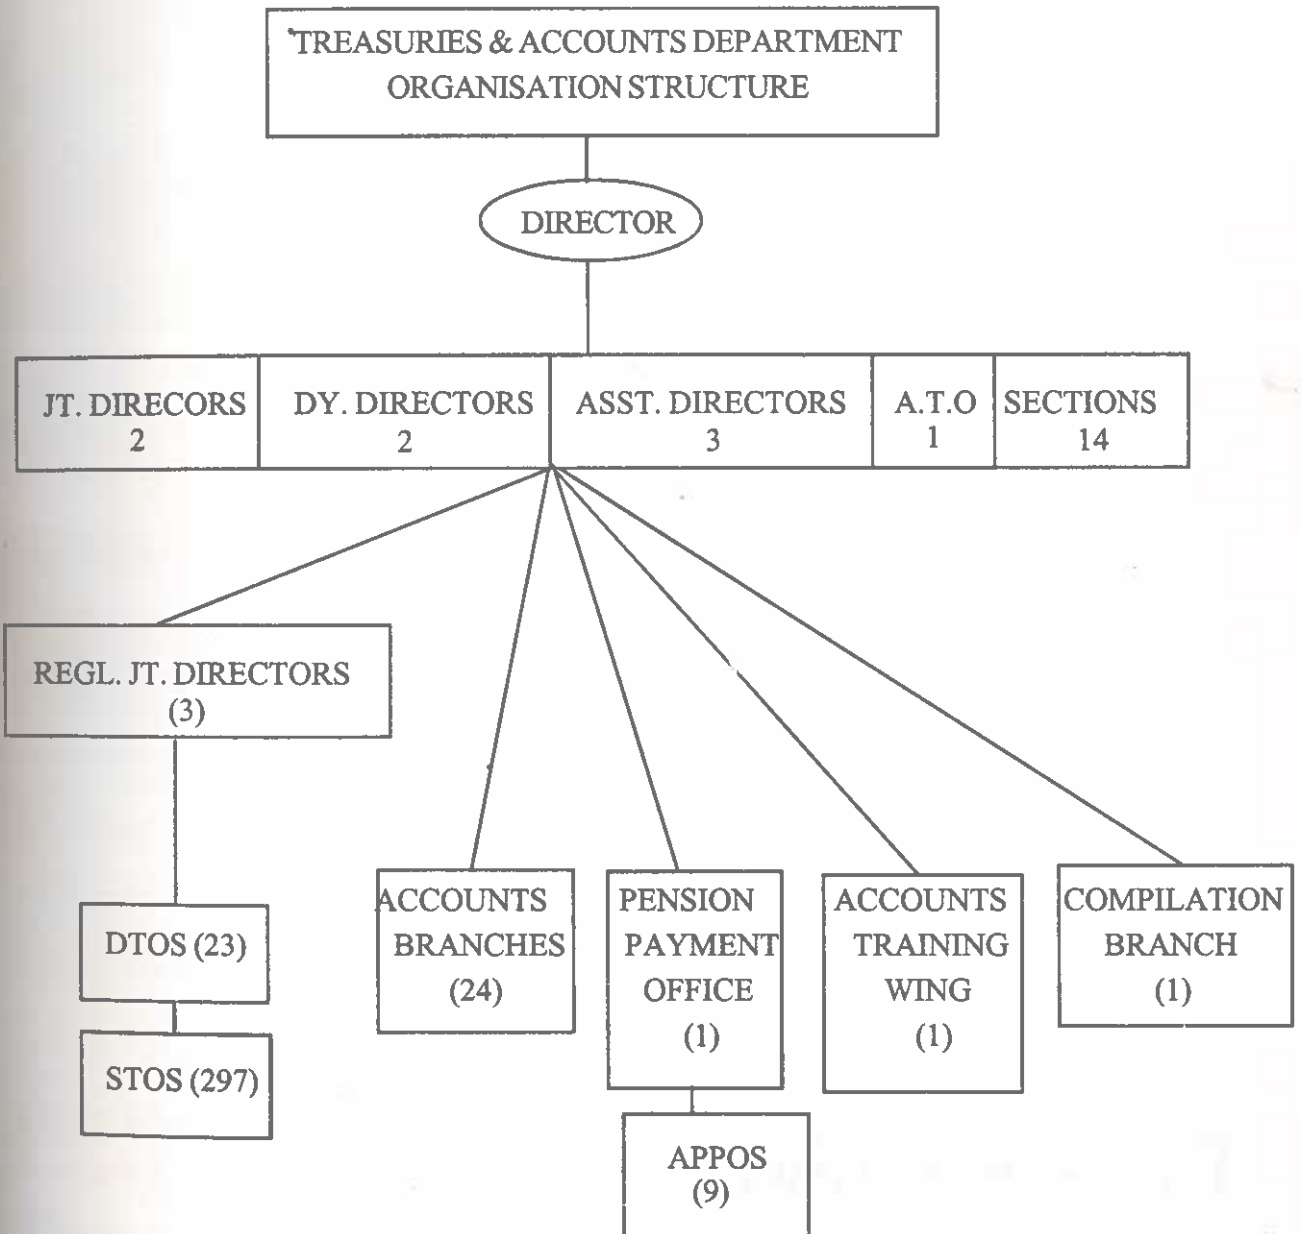 TREASURIES & ACCOUNTS DEPARTMENT
ORGANISATION STRUCTURE
DIRECTOR
JT. DIRECORS
2
DY. DIRECTORS
2
ASST. DIRECTORS
3
A.T.O
1
SECTIONS
14
REGL. JT. DIRECTORS
(3)
DTOS (23)
STOS (297)
ACCOUNTS
BRANCHES
(24)
PENSION
PAYMENT
OFFICE
(1)
APPOS
(9)
ACCOUNTS
TRAINING
WING
(1)
COMPILATION
BRANCH
(1)